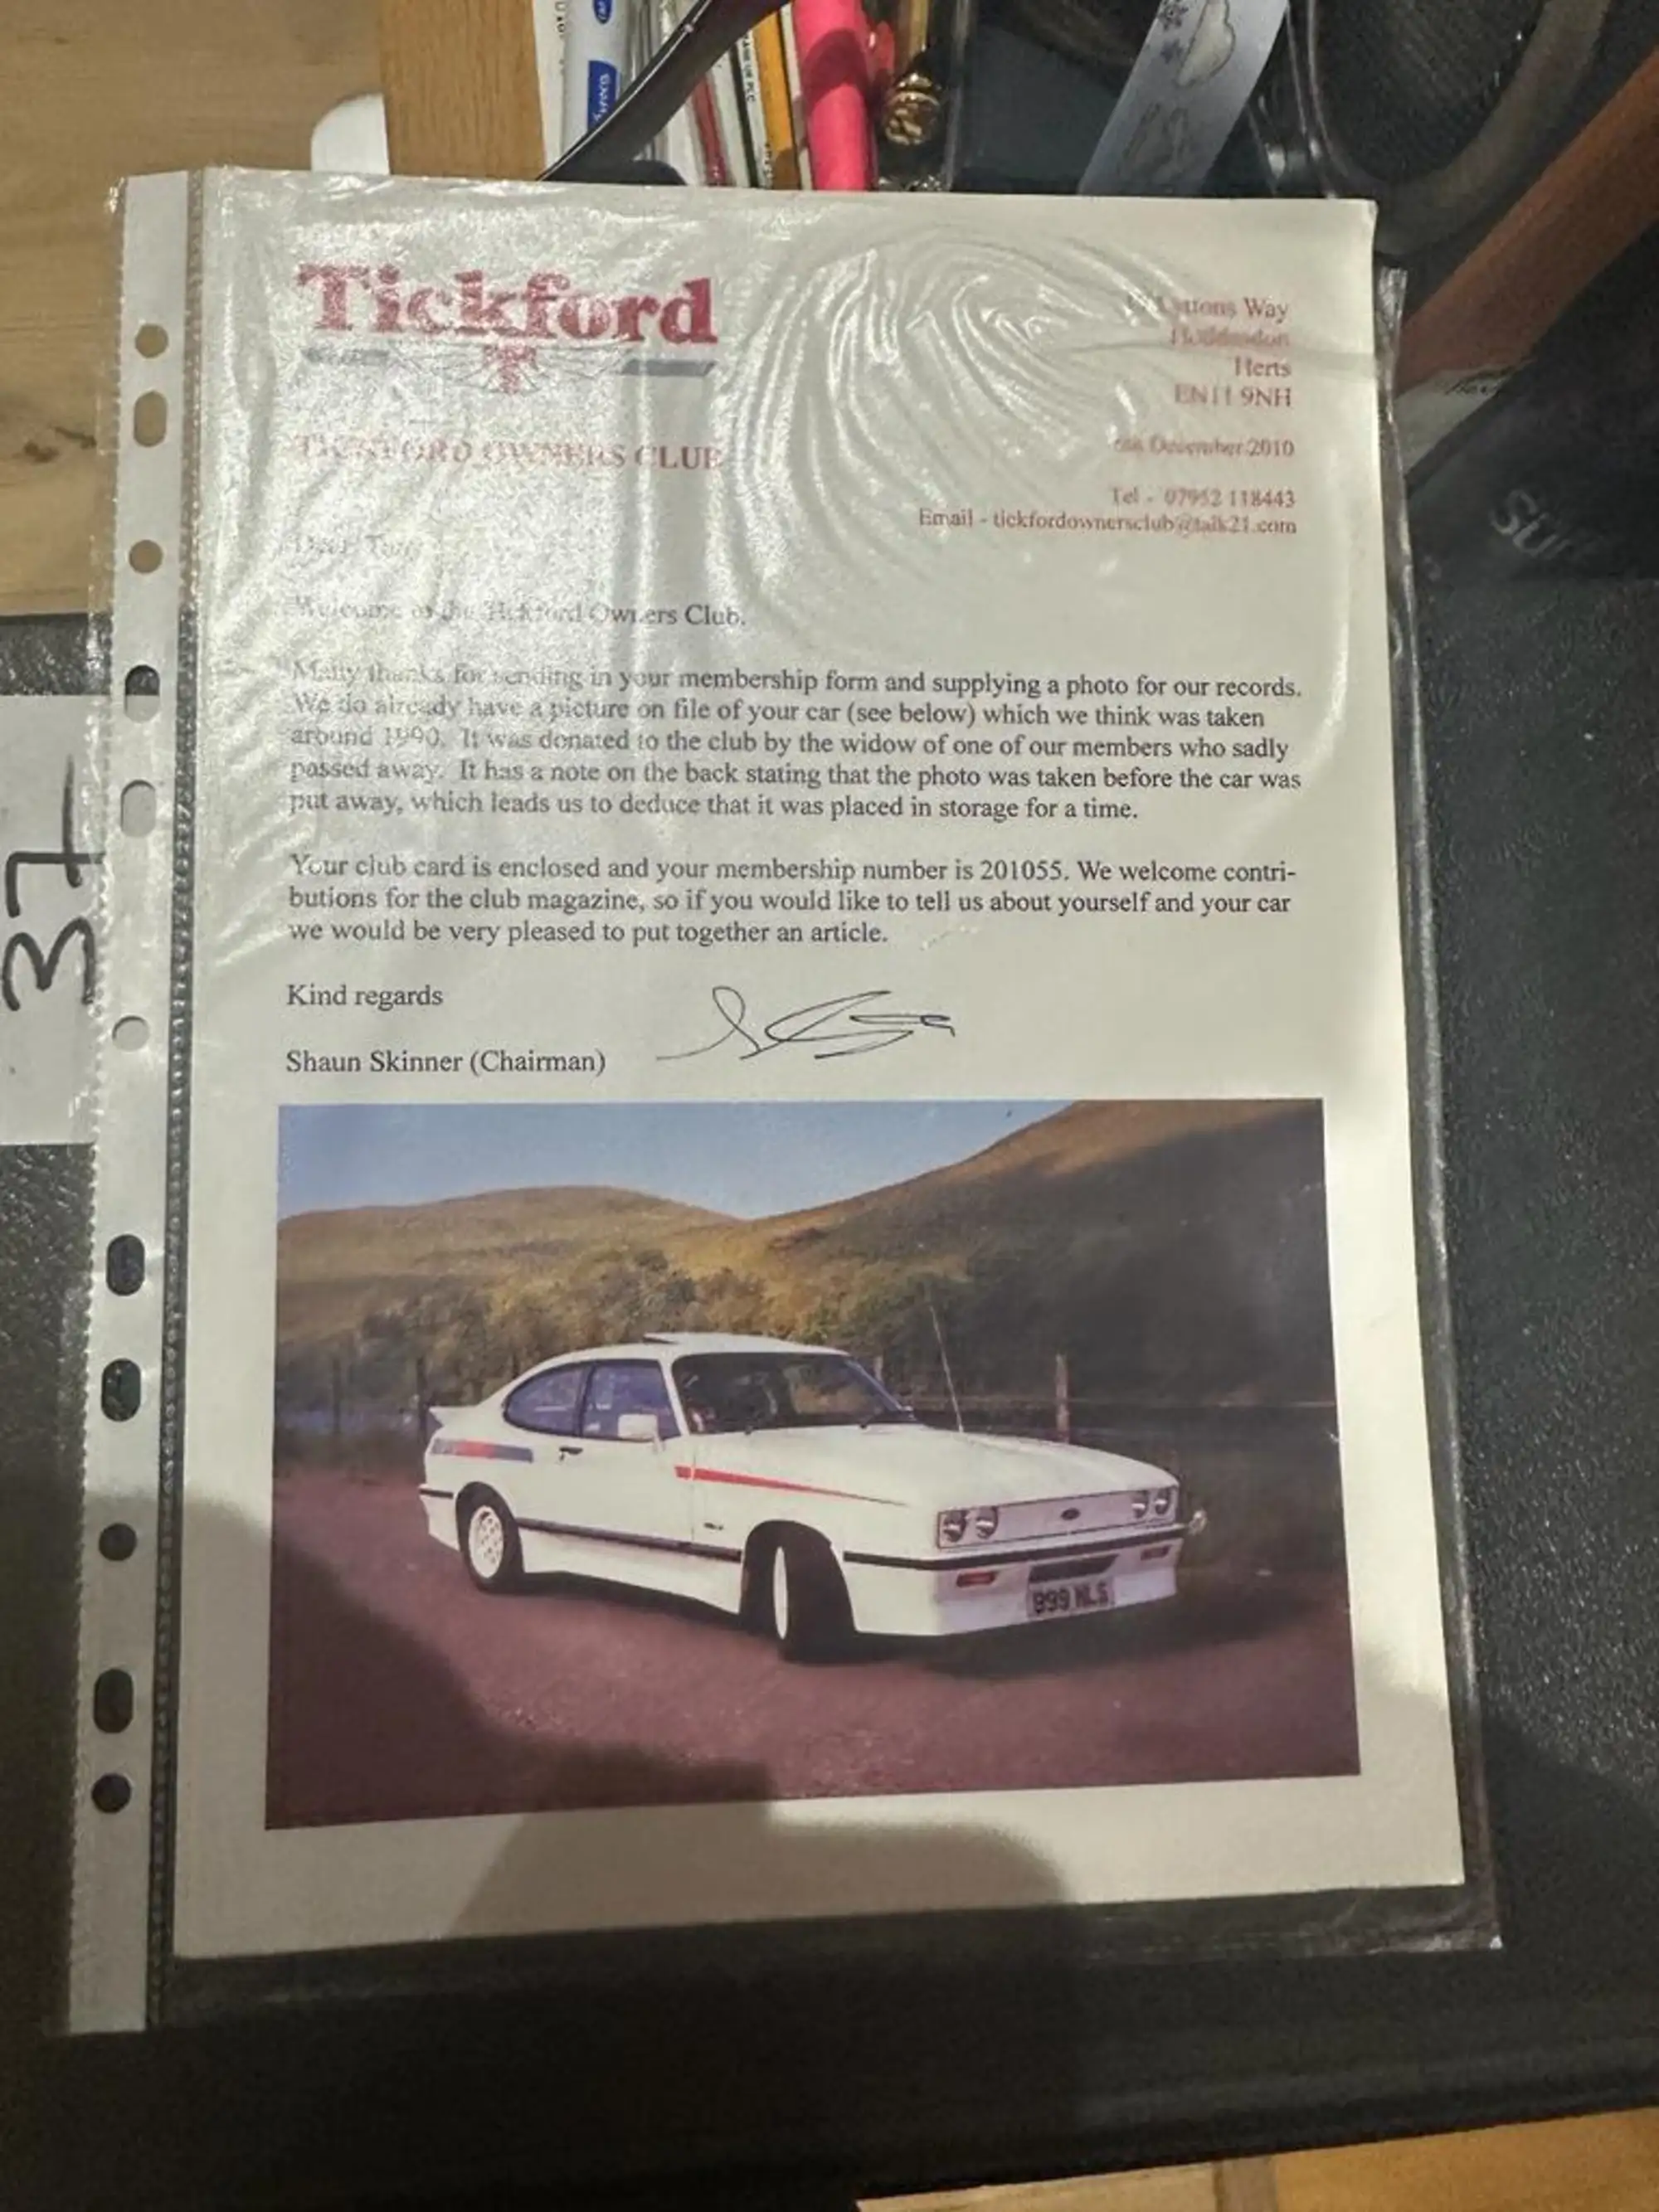 Tickford
T
TICKFORD OWNERS CLUB
Way
Hoddesdon
Herts
EN11 9NH
December 2010
Tel - 07952 118443
Email - tickfordownersclub@talk21.com
Dear Tony
Welcome to the Tickford Owners Club.
Many thanks for sending in your membership form and supplying a photo for our records.
We do already have a picture on file of your car (see below) which we think was taken
around 1990. It was donated to the club by the widow of one of our members who sadly
passed away. It has a note on the back stating that the photo was taken before the car was
put away, which leads us to deduce that it was placed in storage for a time.
Your club card is enclosed and your membership number is 201055. We welcome contri-
butions for the club magazine, so if you would like to tell us about yourself and your car
we would be very pleased to put together an article.
Kind regards
Shaun Skinner (Chairman)
37